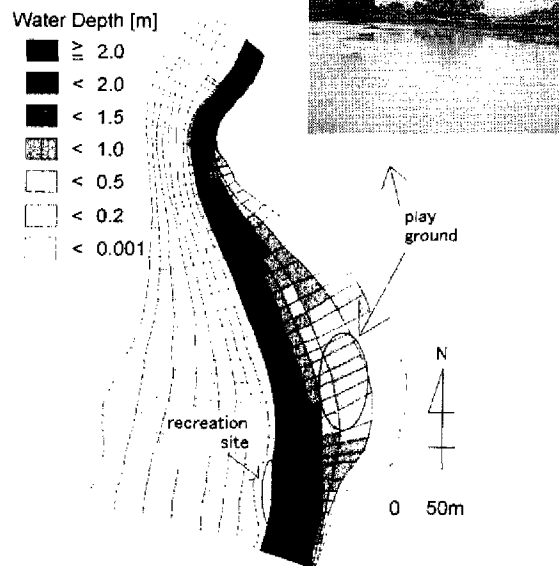 Water Depth [m]
≧ 2.0
< 2.0
< 1.5
< 1.0
< 0.5
< 0.2
< 0.001
play
ground
recreation
site
N
0 50m